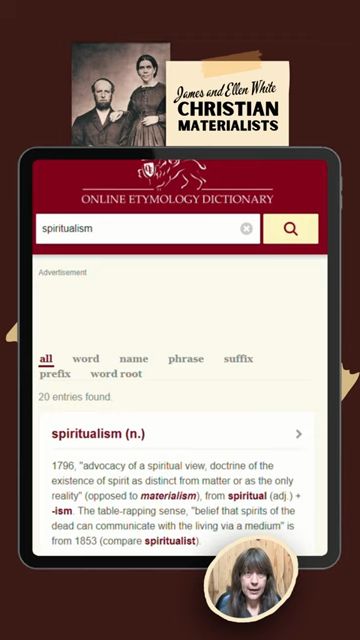 James and Ellen White
CHRISTIAN
MATERIALISTS
ONLINE ETYMOLOGY DICTIONARY
spiritualism
Advertisement
all word name phrase suffix
prefix word root
20 entries found.
spiritualism (n.)
1796, "advocacy of a spiritual view, doctrine of the
existence of spirit as distinct from matter or as the only
reality" (opposed to materialism), from spiritual (adj.) +
-ism. The table-rapping sense, "belief that spirits of the
dead can communicate with the living via a medium" is
from 1853 (compare spiritualist).